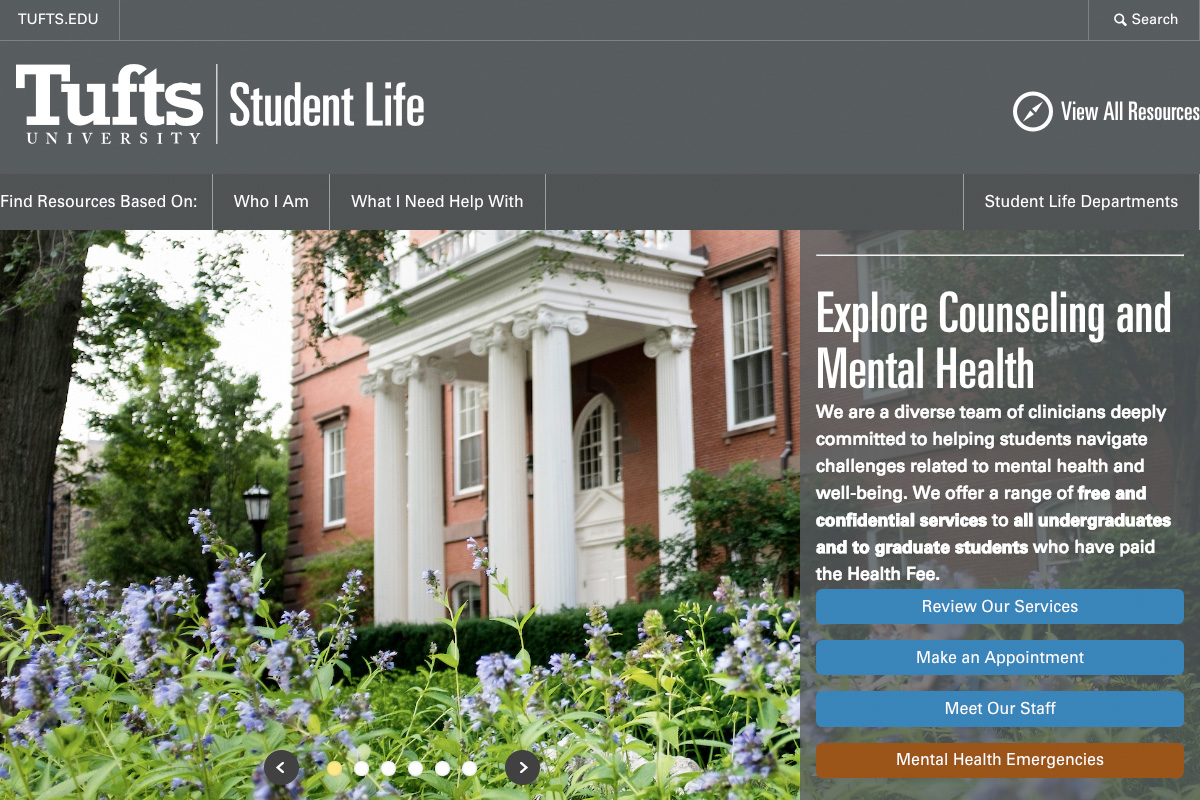 TUFTS.EDU
Search
Tufts
UNIVERSITY
Student Life
View All Resources
Find Resources Based On:
Who I Am
What I Need Help With
Student Life Departments
Explore Counseling and
Mental Health
We are a diverse team of clinicians deeply
committed to helping students navigate
challenges related to mental health and
well-being. We offer a range of free and
confidential services to all undergraduates
and to graduate students who have paid
the Health Fee.
Review Our Services
Make an Appointment
Meet Our Staff
Mental Health Emergencies